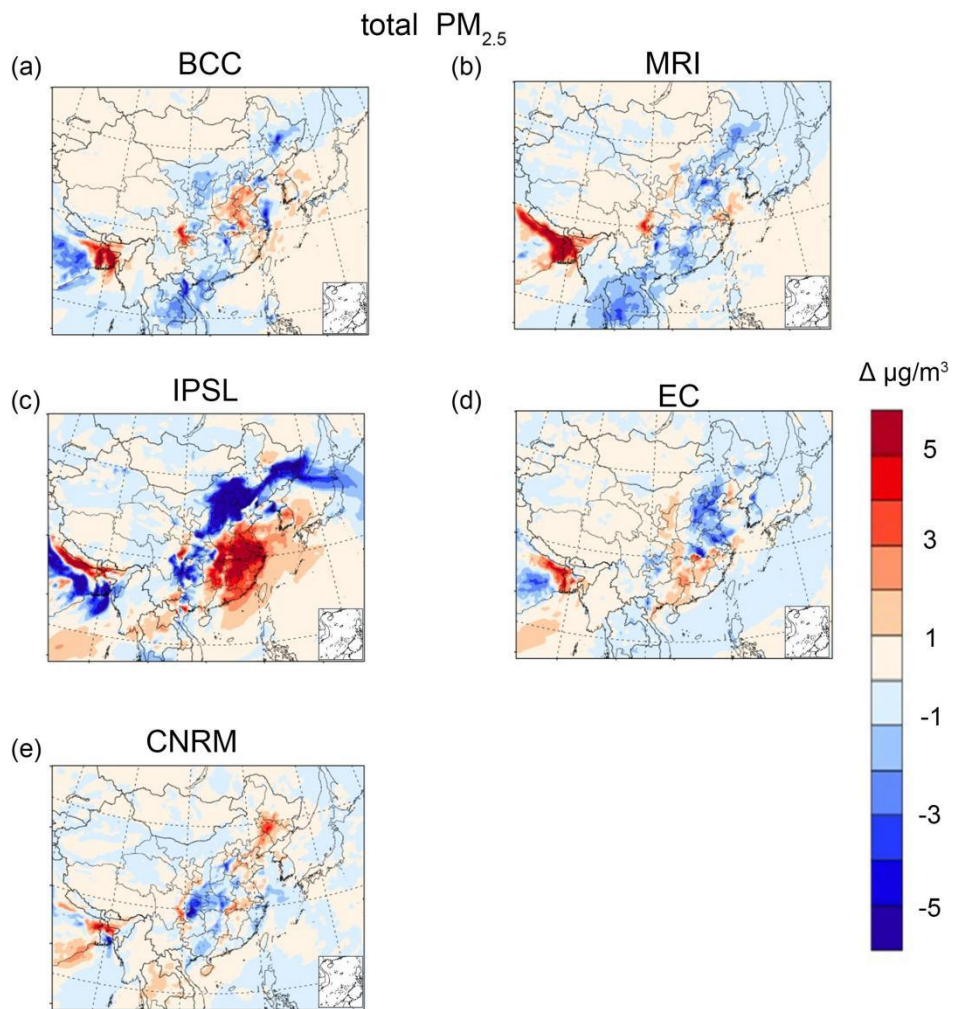 total PM2.5
(a) BCC
(b) MRI
(c) IPSL
(d) EC
Δ μg/m³
5
3
1
-1
-3
-5
(e) CNRM